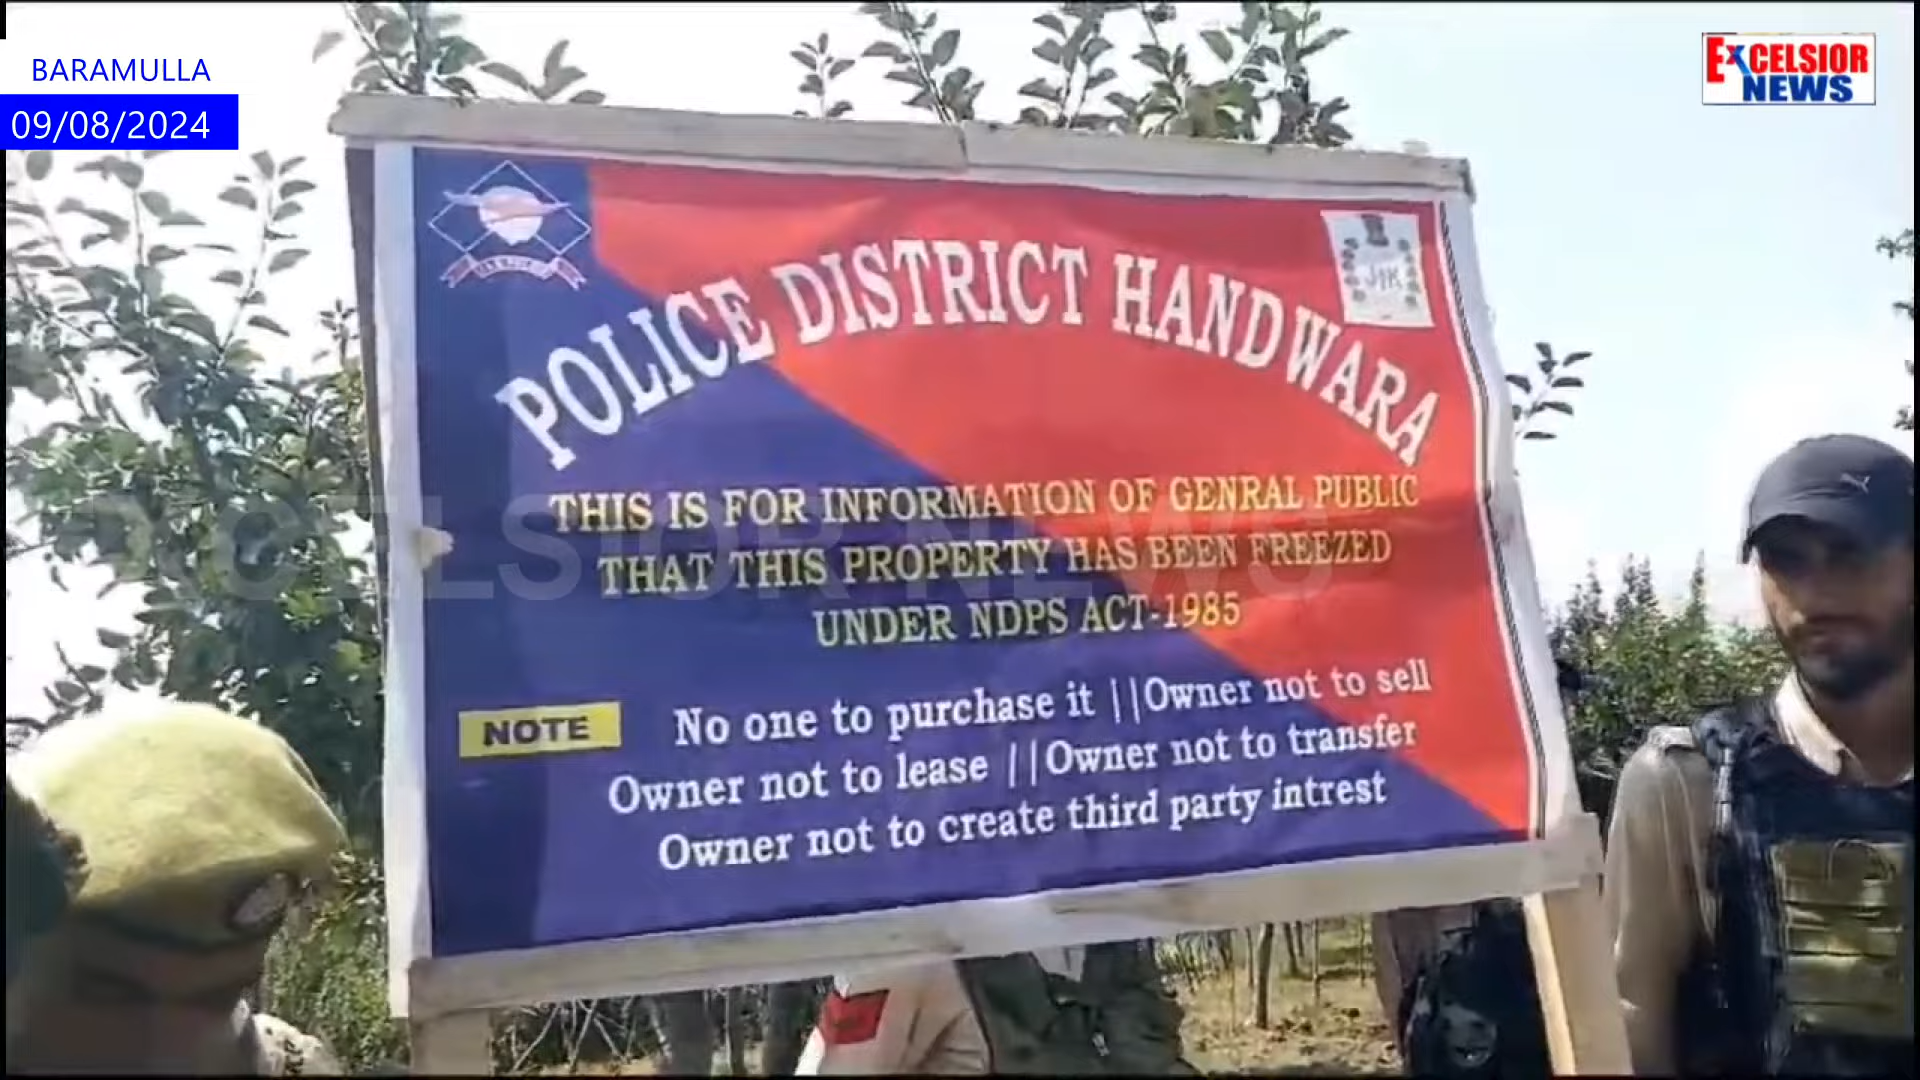 BARAMULLA
09/08/2024
EXCELSIOR
NEWS
POLICE DISTRICT HANDWARA
J&K
THIS IS FOR INFORMATION OF GENRAL PUBLIC
THAT THIS PROPERTY HAS BEEN FREEZED
UNDER NDPS ACT-1985
NOTE No one to purchase it ||Owner not to sell
Owner not to lease ||Owner not to transfer
Owner not to create third party intrest
EXCELSIOR NEWS